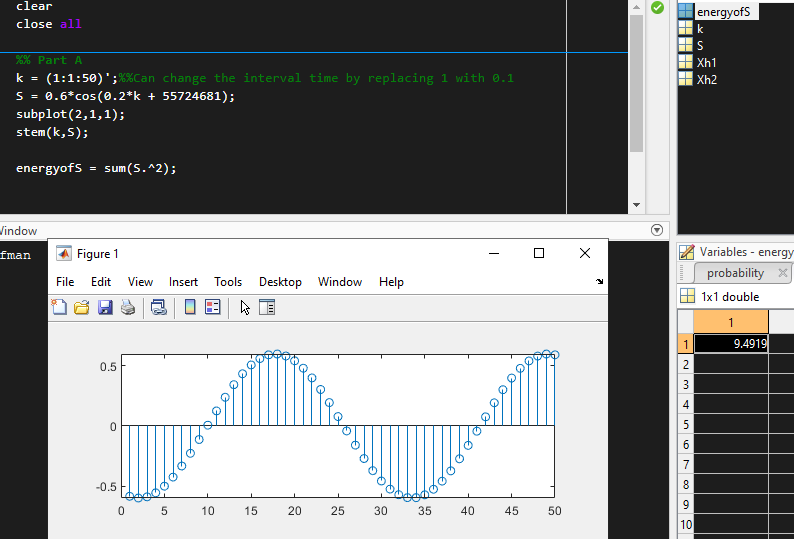 clear
close all
%% Part A
k = (1:1:50)';%%Can change the interval time by replacing 1 with 0.1
S = 0.6*cos(0.2*k + 55724681);
subplot(2,1,1);
stem(k,S);
energyofS = sum(S.^2);
energyofS
k
S
Xh1
Xh2
Window
fman
Figure 1
File Edit View Insert Tools Desktop Window Help
0.5
0
-0.5
0 5 10 15 20 25 30 35 40 45 50
Variables - energy
probability
1x1 double
1
1 9.4919
2
3
4
5
6
7
8
9
10